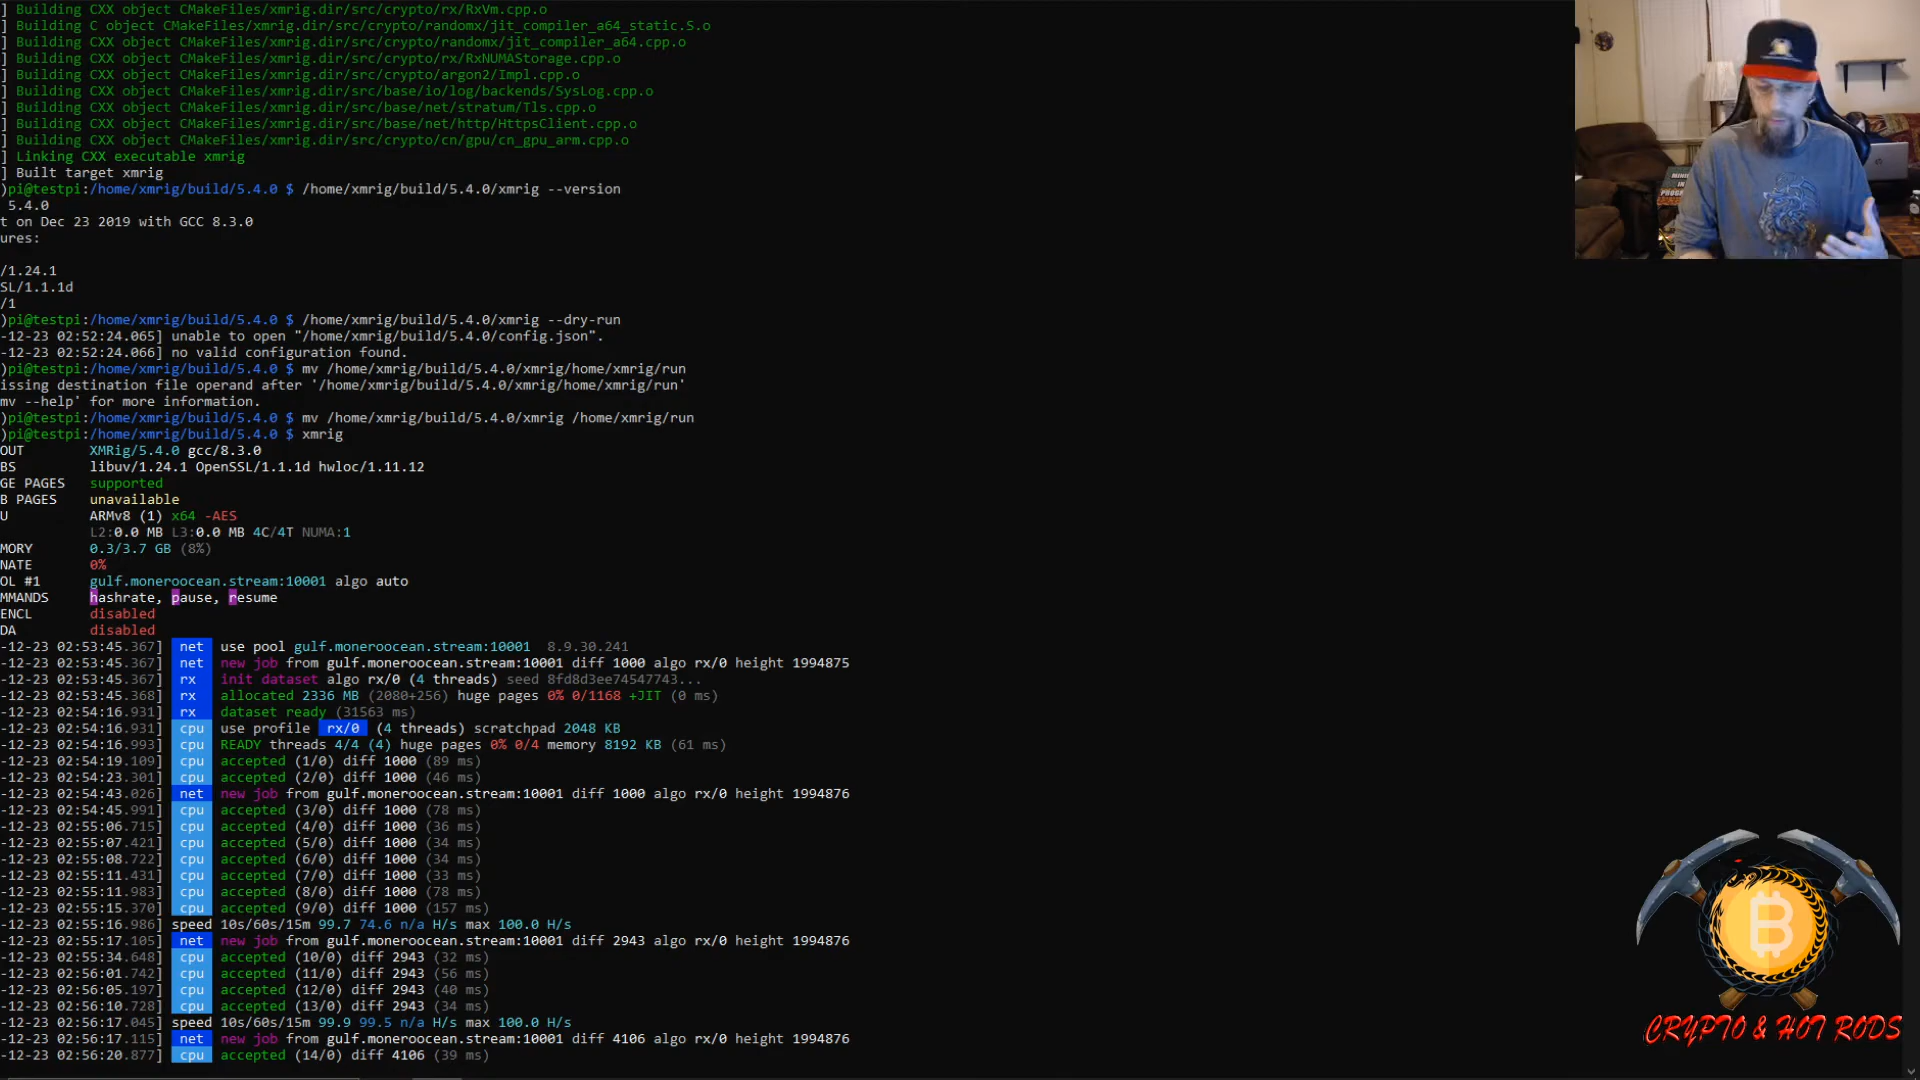 ] Building CXX object CMakeFiles/xmrig.dir/src/crypto/rx/RxVm.cpp.o
] Building C object CMakeFiles/xmrig.dir/src/crypto/randomx/jit_compiler_a64_static.S.o
] Building CXX object CMakeFiles/xmrig.dir/src/crypto/randomx/jit_compiler_a64.cpp.o
] Building CXX object CMakeFiles/xmrig.dir/src/crypto/rx/RxNUMAStorage.cpp.o
] Building CXX object CMakeFiles/xmrig.dir/src/crypto/argon2/Impl.cpp.o
] Building CXX object CMakeFiles/xmrig.dir/src/base/io/log/backends/SysLog.cpp.o
] Building CXX object CMakeFiles/xmrig.dir/src/base/net/stratum/Tls.cpp.o
] Building CXX object CMakeFiles/xmrig.dir/src/base/net/http/HttpsClient.cpp.o
] Building CXX object CMakeFiles/xmrig.dir/src/crypto/cn/gpu/cn_gpu_arm.cpp.o
] Linking CXX executable xmrig
] Built target xmrig
)pi@testpi:/home/xmrig/build/5.4.0 $ /home/xmrig/build/5.4.0/xmrig --version
5.4.0
t on Dec 23 2019 with GCC 8.3.0
ures:
/1.24.1
SL/1.1.1d
/1
)pi@testpi:/home/xmrig/build/5.4.0 $ /home/xmrig/build/5.4.0/xmrig --dry-run
-12-23 02:52:24.065] unable to open "/home/xmrig/build/5.4.0/config.json".
-12-23 02:52:24.066] no valid configuration found.
)pi@testpi:/home/xmrig/build/5.4.0 $ mv /home/xmrig/build/5.4.0/xmrig/home/xmrig/run
issing destination file operand after '/home/xmrig/build/5.4.0/xmrig/home/xmrig/run'
mv --help' for more information.
)pi@testpi:/home/xmrig/build/5.4.0 $ mv /home/xmrig/build/5.4.0/xmrig /home/xmrig/run
)pi@testpi:/home/xmrig/build/5.4.0 $ xmrig
OUT XMRig/5.4.0 gcc/8.3.0
BS libuv/1.24.1 OpenSSL/1.1.1d hwloc/1.11.12
GE PAGES supported
B PAGES unavailable
U ARMv8 (1) x64 -AES
L2:0.0 MB L3:0.0 MB 4C/4T NUMA:1
MORY 0.3/3.7 GB (8%)
NATE 0%
OL #1 gulf.moneroocean.stream:10001 algo auto
MMANDS hashrate, pause, resume
ENCL disabled
DA disabled
-12-23 02:53:45.367] net use pool gulf.moneroocean.stream:10001 8.9.30.241
-12-23 02:53:45.367] net new job from gulf.moneroocean.stream:10001 diff 1000 algo rx/0 height 1994875
-12-23 02:53:45.367] rx init dataset algo rx/0 (4 threads) seed 8fd8d3ee74547743...
-12-23 02:53:45.368] rx allocated 2336 MB (2080+256) huge pages 0% 0/1168 +JIT (0 ms)
-12-23 02:54:16.931] rx dataset ready (31563 ms)
-12-23 02:54:16.931] cpu use profile rx/0 (4 threads) scratchpad 2048 KB
-12-23 02:54:16.993] cpu READY threads 4/4 (4) huge pages 0% 0/4 memory 8192 KB (61 ms)
-12-23 02:54:19.109] cpu accepted (1/0) diff 1000 (89 ms)
-12-23 02:54:23.301] cpu accepted (2/0) diff 1000 (46 ms)
-12-23 02:54:43.026] net new job from gulf.moneroocean.stream:10001 diff 1000 algo rx/0 height 1994876
-12-23 02:54:45.991] cpu accepted (3/0) diff 1000 (78 ms)
-12-23 02:55:06.715] cpu accepted (4/0) diff 1000 (36 ms)
-12-23 02:55:07.421] cpu accepted (5/0) diff 1000 (34 ms)
-12-23 02:55:08.722] cpu accepted (6/0) diff 1000 (34 ms)
-12-23 02:55:11.431] cpu accepted (7/0) diff 1000 (33 ms)
-12-23 02:55:11.983] cpu accepted (8/0) diff 1000 (78 ms)
-12-23 02:55:15.370] cpu accepted (9/0) diff 1000 (157 ms)
-12-23 02:55:16.986] speed 10s/60s/15m 99.7 74.6 n/a H/s max 100.0 H/s
-12-23 02:55:17.105] net new job from gulf.moneroocean.stream:10001 diff 2943 algo rx/0 height 1994876
-12-23 02:55:34.648] cpu accepted (10/0) diff 2943 (32 ms)
-12-23 02:56:01.742] cpu accepted (11/0) diff 2943 (56 ms)
-12-23 02:56:05.197] cpu accepted (12/0) diff 2943 (40 ms)
-12-23 02:56:10.728] cpu accepted (13/0) diff 2943 (34 ms)
-12-23 02:56:17.045] speed 10s/60s/15m 99.9 99.5 n/a H/s max 100.0 H/s
-12-23 02:56:17.115] net new job from gulf.moneroocean.stream:10001 diff 4106 algo rx/0 height 1994876
-12-23 02:56:20.877] cpu accepted (14/0) diff 4106 (39 ms)
CRYPTO & HOT RODS